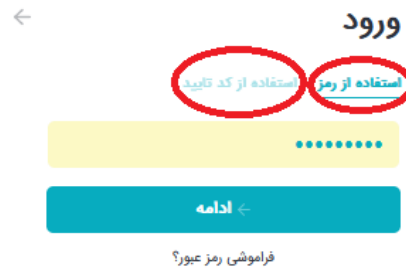 ورود
استفاده از رمز استفاده از کد تایید
ادامه
فراموشی رمز عبور؟